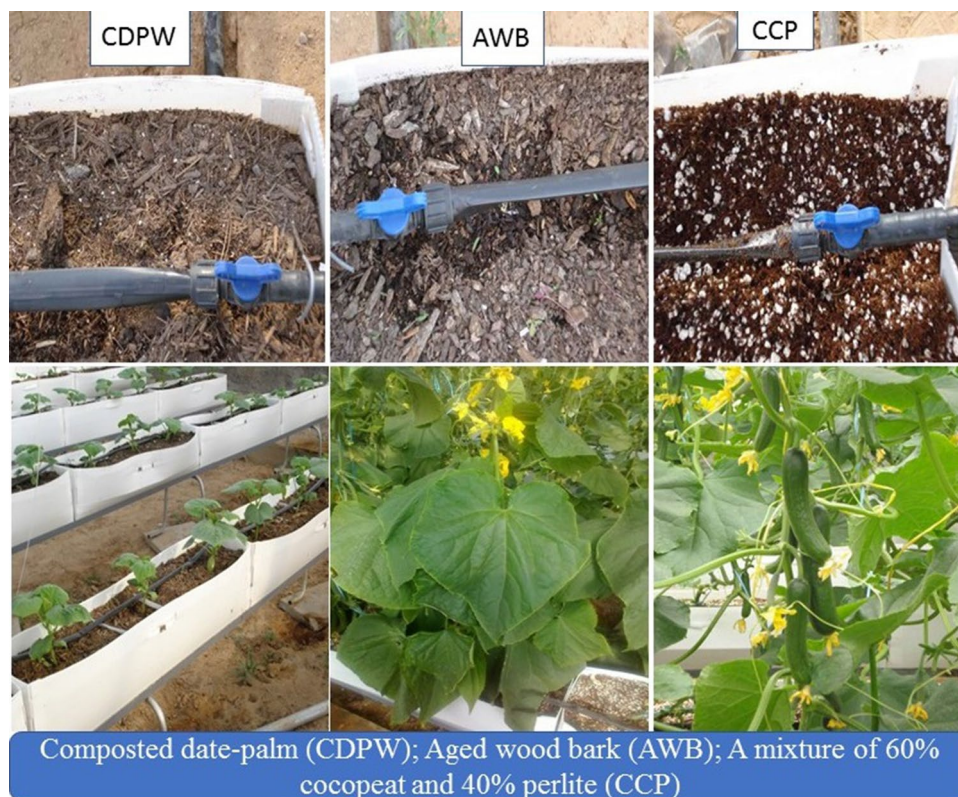 CDPW
AWB
CCP
Composted date-palm (CDPW); Aged wood bark (AWB); A mixture of 60%
cocopeat and 40% perlite (CCP)